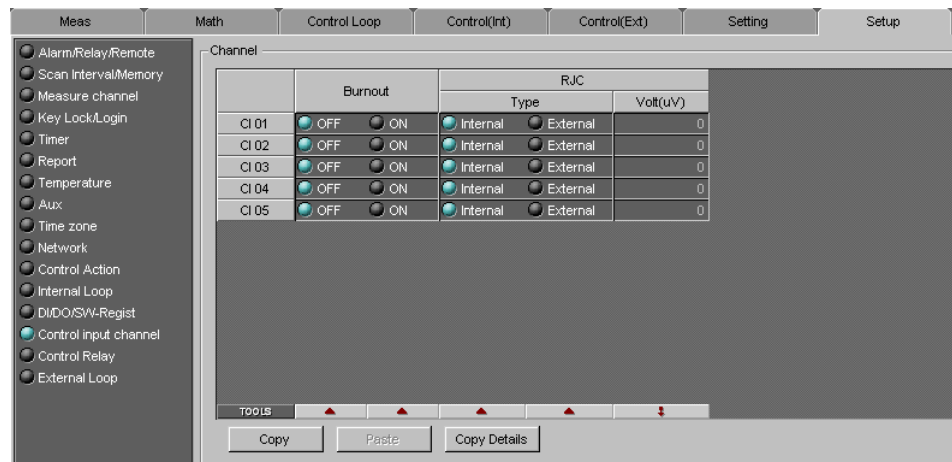 Meas Math Control Loop Control(Int) Control(Ext) Setting Setup
Alarm/Relay/Remote
Scan Interval/Memory
Measure channel
Key Lock/Login
Timer
Report
Temperature
Aux
Time zone
Network
Control Action
Internal Loop
DI/DO/SW-Regist
Control input channel
Control Relay
External Loop
Channel
Burnout RJC
Type Volt(uV)
CI 01 OFF ON Internal External 0
CI 02 OFF ON Internal External 0
CI 03 OFF ON Internal External 0
CI 04 OFF ON Internal External 0
CI 05 OFF ON Internal External 0
TOOLS
Copy Paste Copy Details